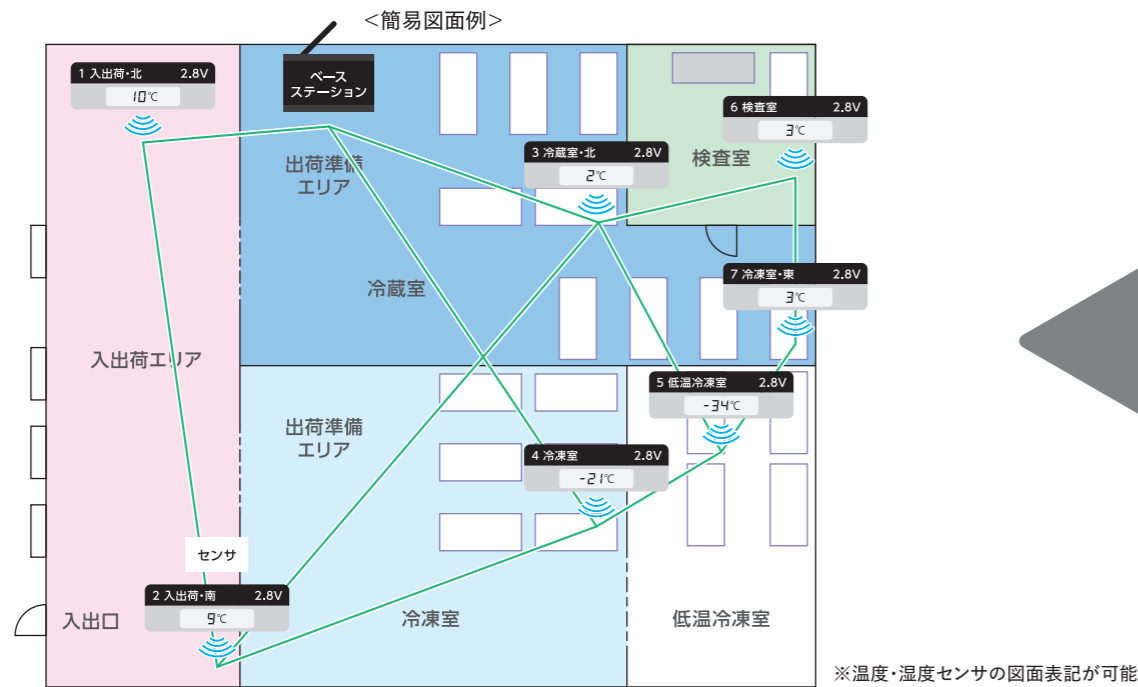 <簡易図面例>
1 入出荷・北 2.8V
10℃
ベース
ステーション
6 検査室 2.8V
3℃
3 冷蔵室・北 2.8V
2℃
検査室
出荷準備
エリア
7 冷凍室・東 2.8V
3℃
冷蔵室
入出荷エリア
5 低温冷凍室 2.8V
-34℃
出荷準備
エリア
4 冷凍室 2.8V
-21℃
センサ
2 入出荷・南 2.8V
9℃
入出口
冷凍室
低温冷凍室
※温度・湿度センサの図面表記が可能